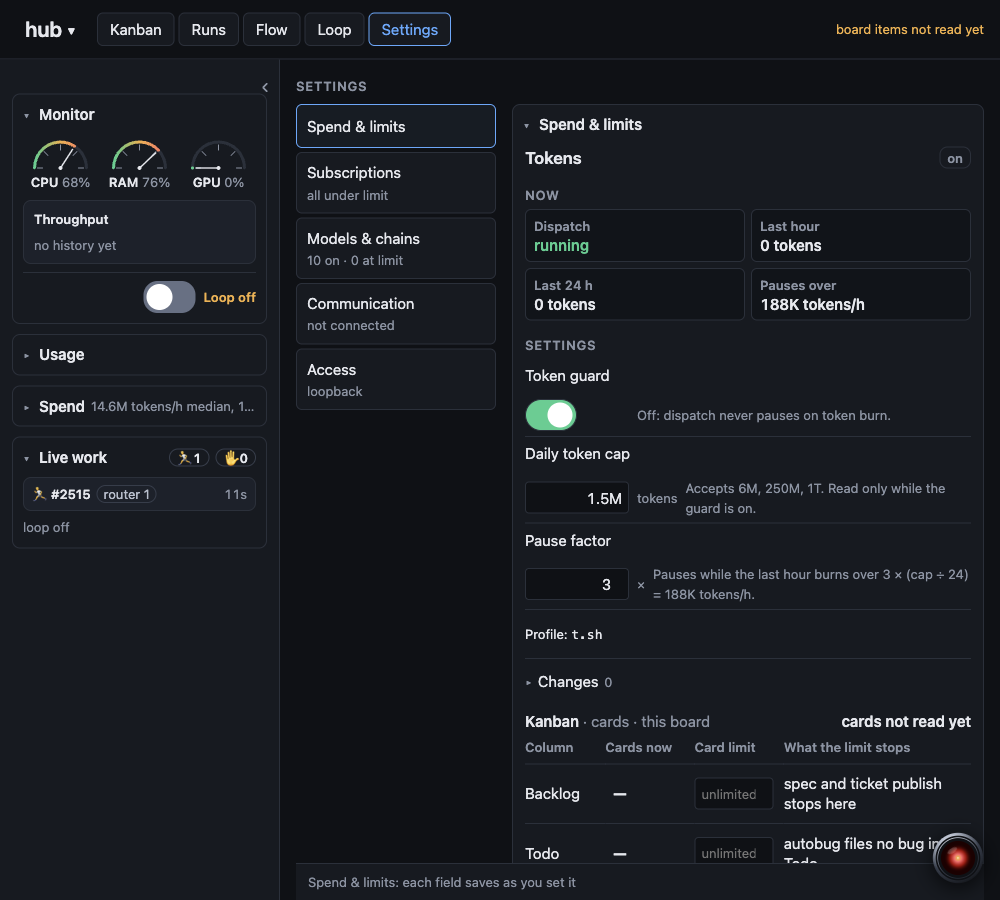 hub ▾ Kanban Runs Flow Loop Settings board items not read yet
Monitor
CPU 68% RAM 76% GPU 0%
Throughput
no history yet
Loop off
Usage
Spend 14.6M tokens/h median, 1...
Live work 1 0
#2515 router 1 11s
loop off
SETTINGS
Spend & limits
Subscriptions
all under limit
Models & chains
10 on · 0 at limit
Communication
not connected
Access
loopback
Spend & limits
Tokens on
NOW
Dispatch
running
Last hour
0 tokens
Last 24 h
0 tokens
Pauses over
188K tokens/h
SETTINGS
Token guard
Off: dispatch never pauses on token burn.
Daily token cap
1.5M tokens Accepts 6M, 250M, 1T. Read only while the
guard is on.
Pause factor
3 × Pauses while the last hour burns over 3 × (cap ÷ 24)
= 188K tokens/h.
Profile: t.sh
Changes 0
Kanban · cards · this board cards not read yet
Column Cards now Card limit What the limit stops
Backlog — unlimited spec and ticket publish
stops here
Todo — unlimited autobug files no bug in
Spend & limits: each field saves as you set it